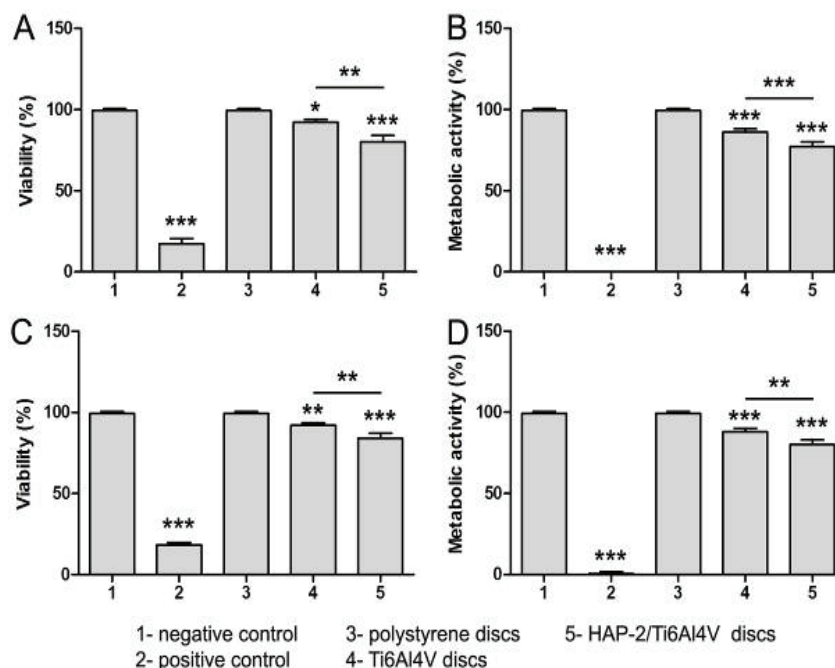 A
Viability (%)
150
100
50
0
***
*
**
***
1 2 3 4 5
B
Metabolic activity (%)
150
100
50
0
***
***
***
***
1 2 3 4 5
C
Viability (%)
150
100
50
0
***
**
**
***
1 2 3 4 5
D
Metabolic activity (%)
150
100
50
0
***
***
**
***
1 2 3 4 5
1- negative control 3- polystyrene discs 5- HAP-2/Ti6Al4V discs
2- positive control 4- Ti6Al4V discs